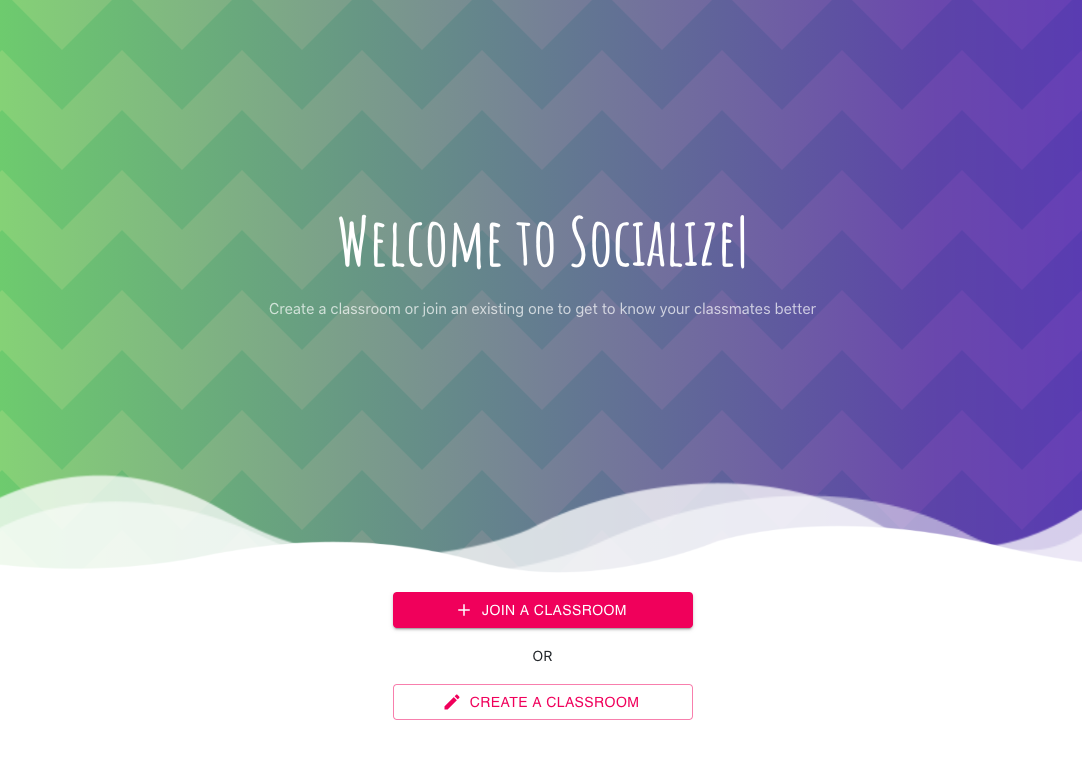 Welcome to Socialize|
Create a classroom or join an existing one to get to know your classmates better
JOIN A CLASSROOM
OR
CREATE A CLASSROOM